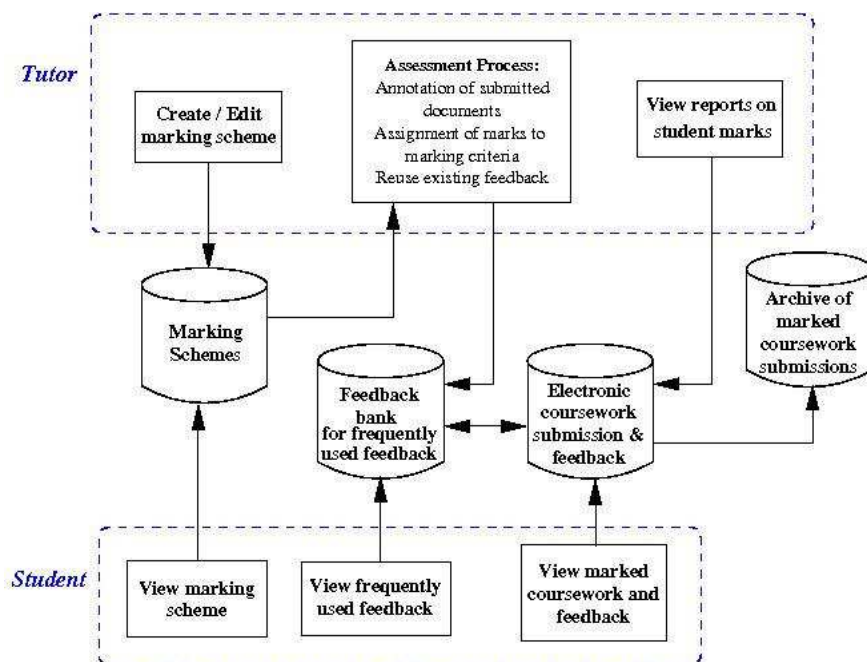 Tutor
Create / Edit
marking scheme
Assessment Process:
Annotation of submitted
documents
Assignment of marks to
marking criteria
Reuse existing feedback
View reports on
student marks
Marking
Schemes
Feedback
bank
for frequently
used feedback
Electronic
coursework
submission &
feedback
Archive of
marked
coursework
submissions
Student
View marking
scheme
View frequently
used feedback
View marked
coursework and
feedback